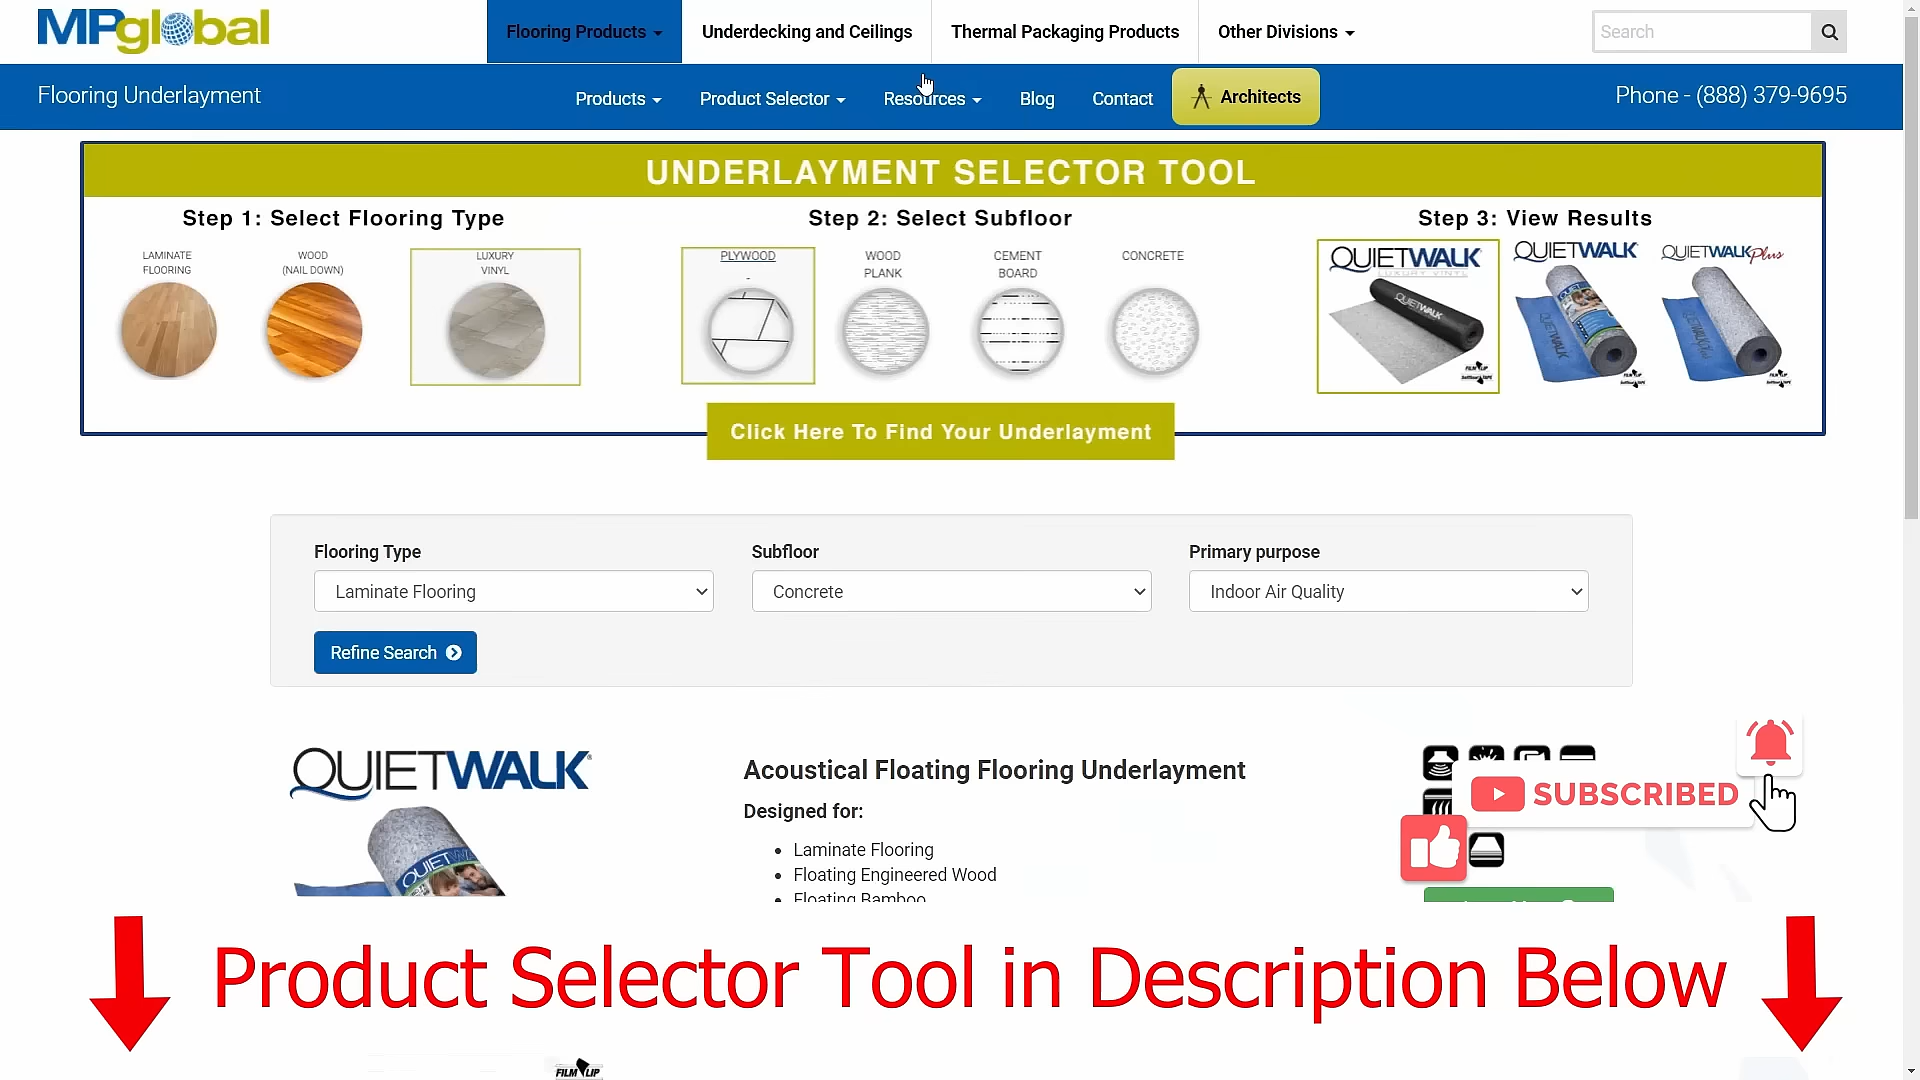 MPglobal
Flooring Products
Underdecking and Ceilings
Thermal Packaging Products
Other Divisions
Search
Flooring Underlayment
Products
Product Selector
Resources
Blog
Contact
Architects
Phone - (888) 379-9695
UNDERLAYMENT SELECTOR TOOL
Step 1: Select Flooring Type
Step 2: Select Subfloor
Step 3: View Results
LAMINATE
FLOORING
WOOD
(NAIL DOWN)
LUXURY
VINYL
PLYWOOD
WOOD
PLANK
CEMENT
BOARD
CONCRETE
QUIETWALK
LUXURY VINYL
QUIETWALK
QUIETWALK
QUIETWALK Plus
Click Here To Find Your Underlayment
Flooring Type
Subfloor
Primary purpose
Laminate Flooring
Concrete
Indoor Air Quality
Refine Search
QUIETWALK®
Acoustical Floating Flooring Underlayment
Designed for:
Laminate Flooring
Floating Engineered Wood
Floating Bamboo
SUBSCRIBED
Product Selector Tool in Description Below